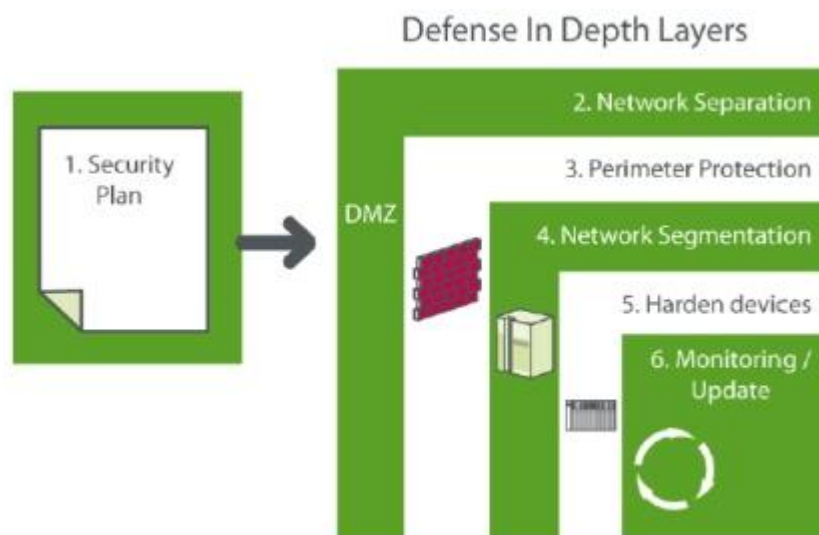 Defense In Depth Layers
1. Security
Plan
2. Network Separation
DMZ
3. Perimeter Protection
4. Network Segmentation
5. Harden devices
6. Monitoring /
Update